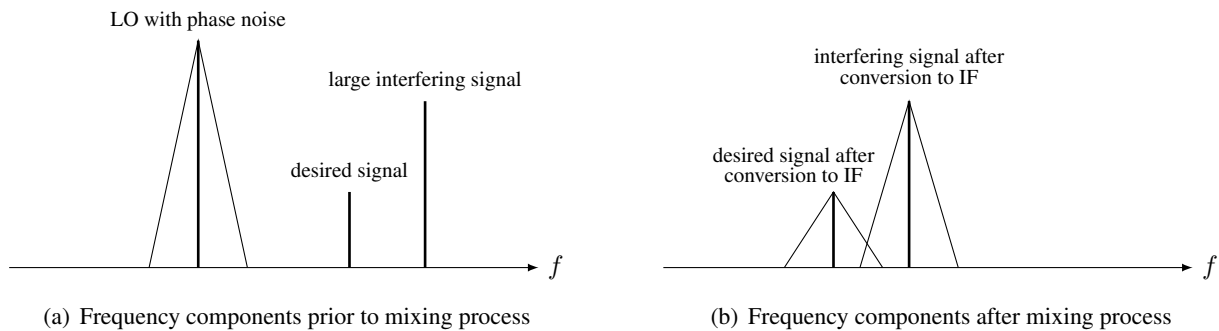 LO with phase noise
large interfering signal
desired signal
f
(a) Frequency components prior to mixing process
interfering signal after
conversion to IF
desired signal after
conversion to IF
f
(b) Frequency components after mixing process